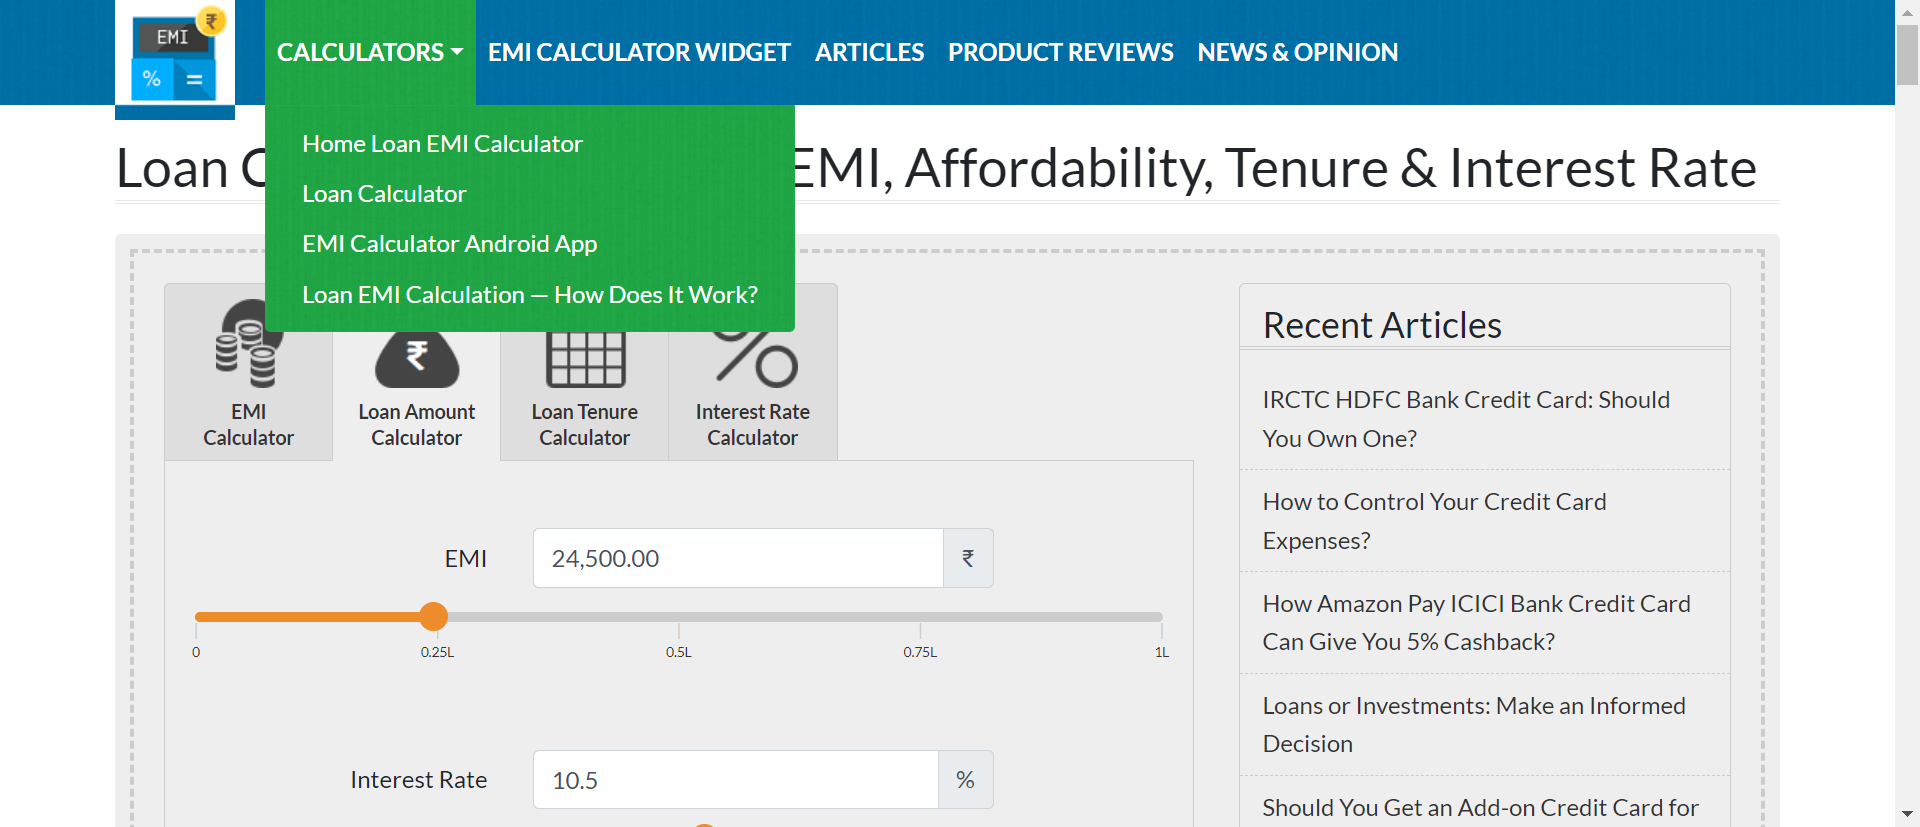 EMI
₹
%
=
CALCULATORS
EMI CALCULATOR WIDGET
ARTICLES
PRODUCT REVIEWS
NEWS & OPINION
Home Loan EMI Calculator
Loan Calculator
EMI Calculator Android App
Loan EMI Calculation — How Does It Work?
Loan
EMI, Affordability, Tenure & Interest Rate
₹
EMI
Calculator
Loan Amount
Calculator
Loan Tenure
Calculator
Interest Rate
Calculator
EMI
24,500.00
₹
0
0.25L
0.5L
0.75L
1L
Interest Rate
10.5
%
Recent Articles
IRCTC HDFC Bank Credit Card: Should
You Own One?
How to Control Your Credit Card
Expenses?
How Amazon Pay ICICI Bank Credit Card
Can Give You 5% Cashback?
Loans or Investments: Make an Informed
Decision
Should You Get an Add-on Credit Card for